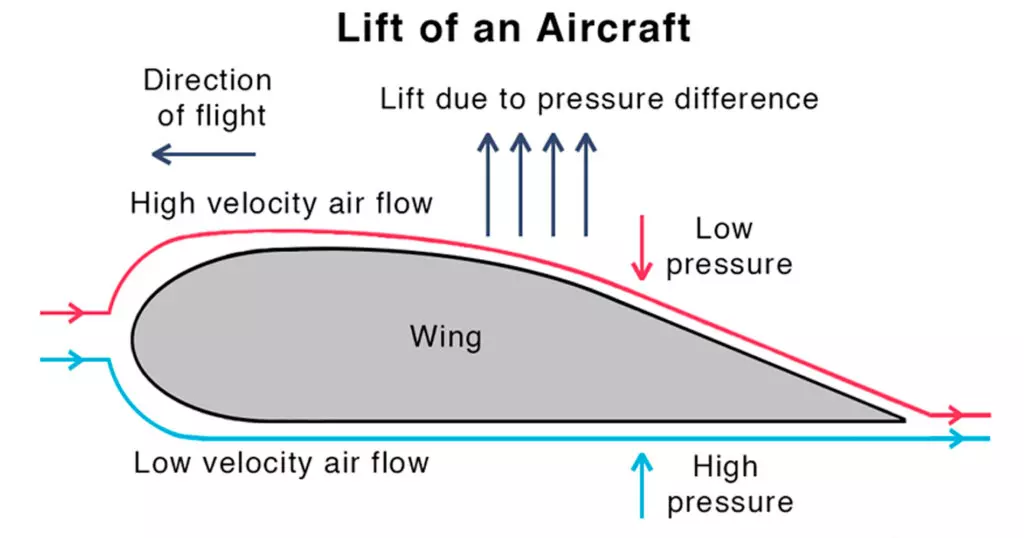 Lift of an Aircraft
Direction
of flight
Lift due to pressure difference
High velocity air flow
Low
pressure
Wing
Low velocity air flow
High
pressure